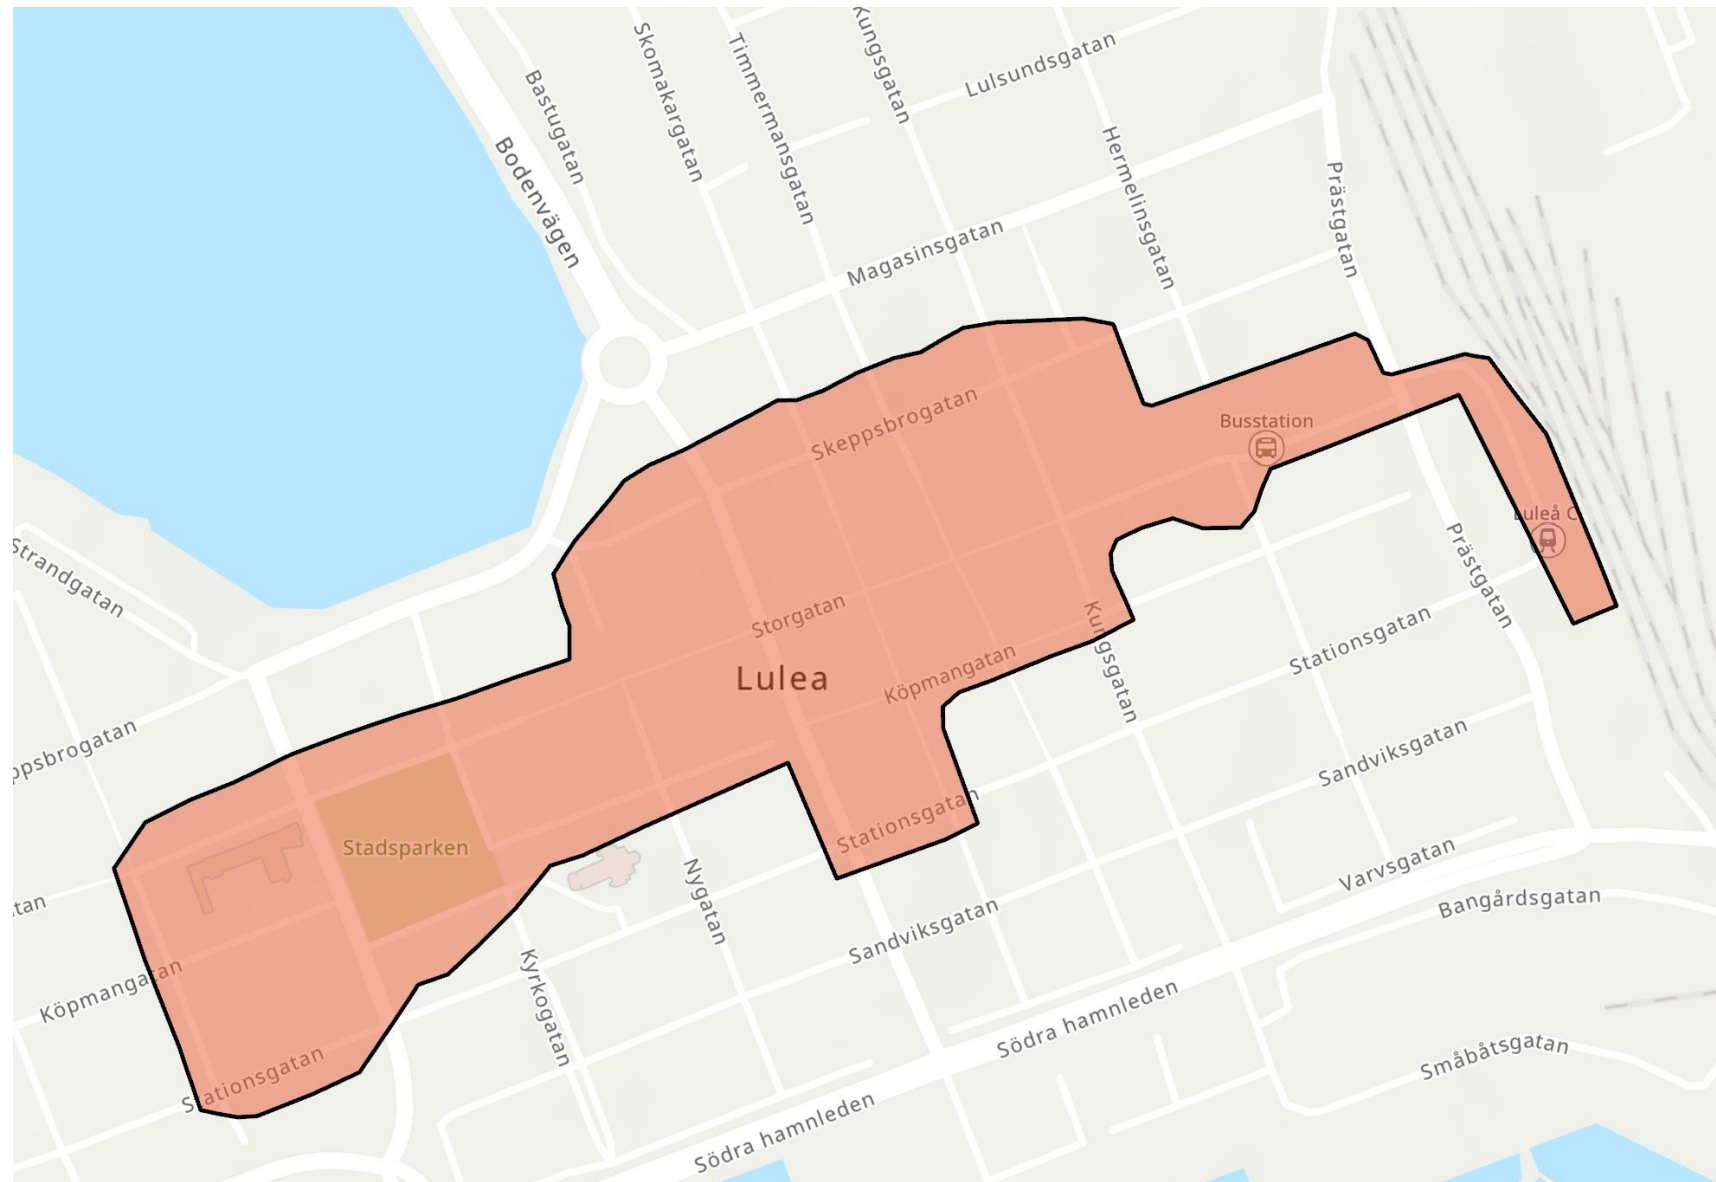 Skomakargatan
Timmermansgatan
Kungsgatan
Lulsundsgatan
Bastugatan
Bodenvägen
Hermelinsgatan
Prästgatan
Magasinsgatan
Skeppsbrogatan
Busstation
Luleå C
Strandgatan
Prästgatan
Storgatan
Kungsgatan
Stationsgatan
Lulea
Köpmangatan
ppsbrogatan
Sandviksgatan
Stadsparken
Stationsgatan
Varvsgatan
Nygatan
Bangårdsgatan
tan
Sandviksgatan
Köpmangatan
Kyrkogatan
Södra hamnleden
Småbåtsgatan
Stationsgatan
Södra hamnleden